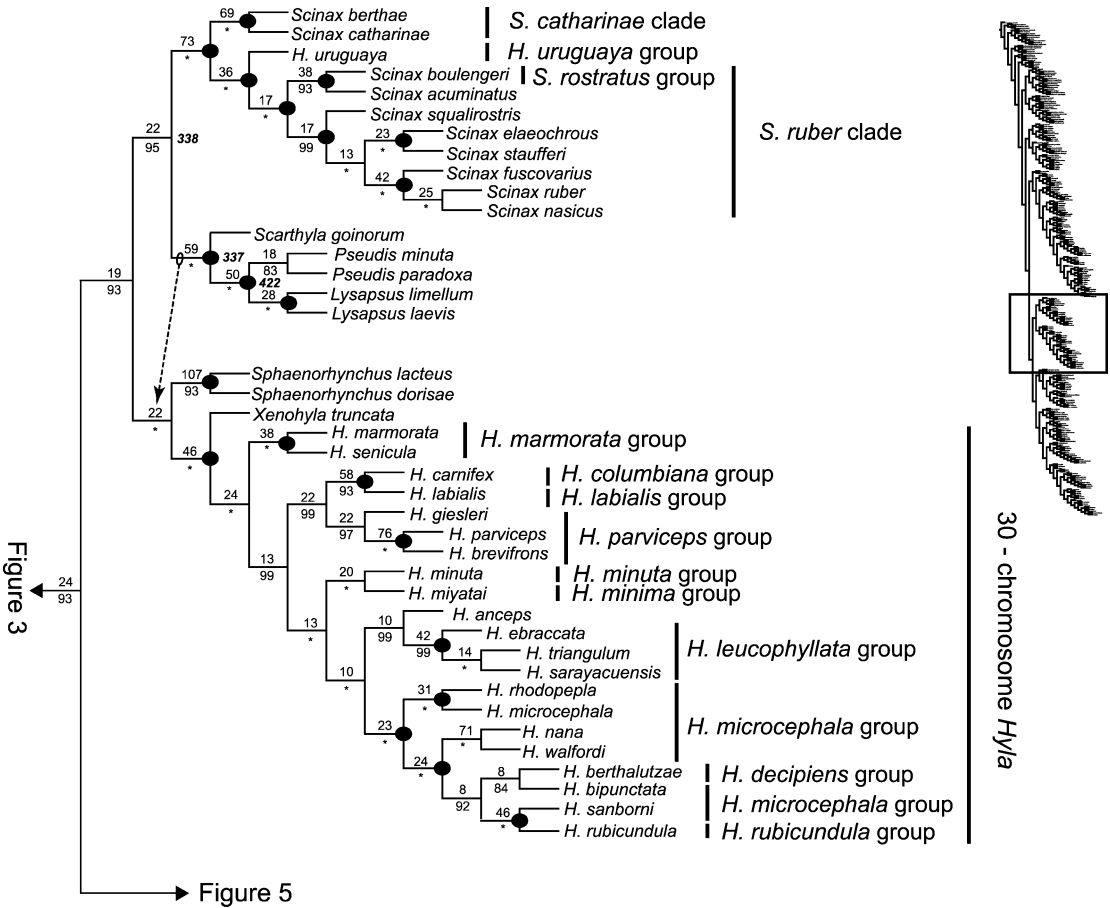 69
Scinax berthae
*
Scinax catharinae
S. catharinae clade
73
*
H. uruguaya
H. uruguaya group
36
*
38
93
Scinax boulengeri
S. rostratus group
Scinax acuminatus
17
*
Scinax squalirostris
17
99
23
*
Scinax elaeochrous
Scinax staufferi
S. ruber clade
13
*
42
*
Scinax fuscovarius
25
*
Scinax ruber
Scinax nasicus
22
95
338
Scarthyla goinorum
0
59
*
337
18
83
Pseudis minuta
Pseudis paradoxa
50
*
422
28
*
Lysapsus limellum
Lysapsus laevis
19
93
107
93
Sphaenorhynchus lacteus
Sphaenorhynchus dorisae
22
*
Xenohyla truncata
46
*
38
*
H. marmorata
H. senicula
H. marmorata group
24
*
58
93
H. carnifex
H. columbiana group
H. labialis
H. labialis group
22
99
22
97
H. giesleri
76
*
H. parviceps
H. brevifrons
H. parviceps group
13
99
20
*
H. minuta
H. minuta group
H. miyatai
H. minima group
13
*
10
99
H. anceps
42
99
H. ebraccata
14
*
H. triangulum
H. sarayacuensis
H. leucophyllata group
10
*
31
*
H. rhodopepla
H. microcephala
H. microcephala group
23
*
71
*
H. nana
H. walfordi
24
*
8
84
H. berthalutzae
H. decipiens group
H. bipunctata
8
92
46
*
H. sanborni
H. microcephala group
H. rubicundula
H. rubicundula group
30 - chromosome Hyla
Figure 3
24
93
Figure 5